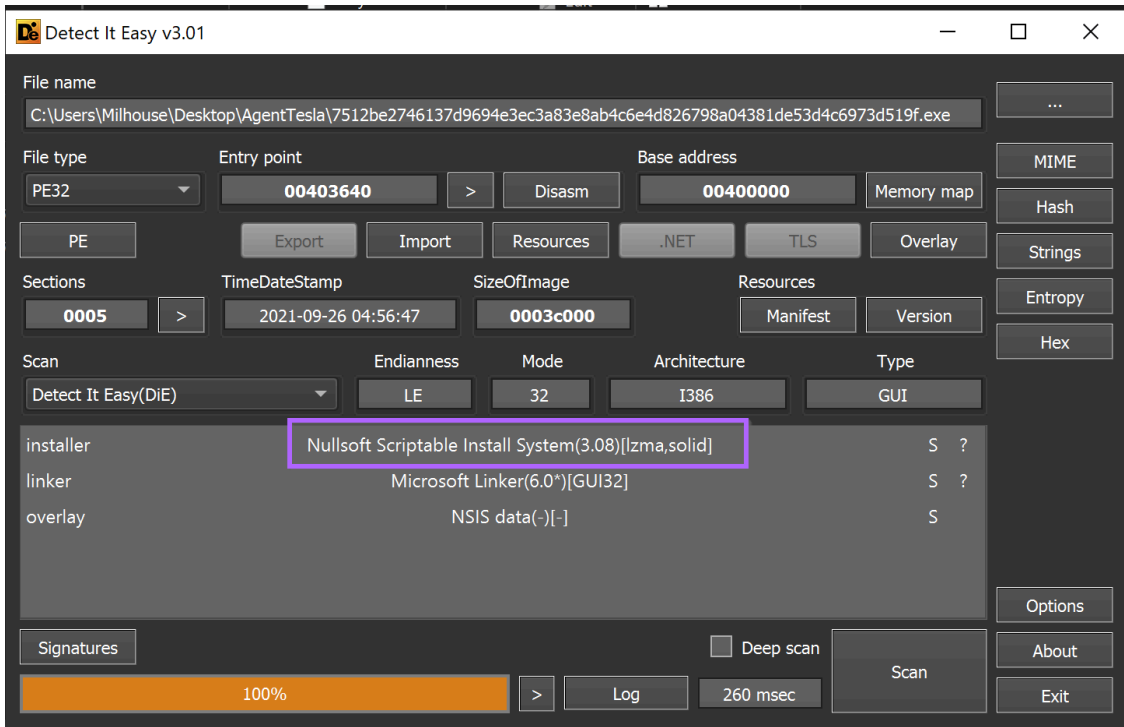 Detect It Easy v3.01
File name
C:\Users\Milhouse\Desktop\AgentTesla\7512be2746137d9694e3ec3a83e8ab4c6e4d826798a04381de53d4c6973d519f.exe
...
File type Entry point Base address
PE32 00403640 > Disasm 00400000 Memory map
MIME
Hash
PE Export Import Resources .NET TLS Overlay
Strings
Sections TimeDateStamp SizeOfImage Resources
0005 > 2021-09-26 04:56:47 0003c000 Manifest Version
Entropy
Hex
Scan Endianness Mode Architecture Type
Detect It Easy(DiE) LE 32 I386 GUI
installer Nullsoft Scriptable Install System(3.08)[lzma,solid] S ?
linker Microsoft Linker(6.0*)[GUI32] S ?
overlay NSIS data(-)[-] S
Options
Signatures Deep scan Scan About
100% > Log 260 msec Exit